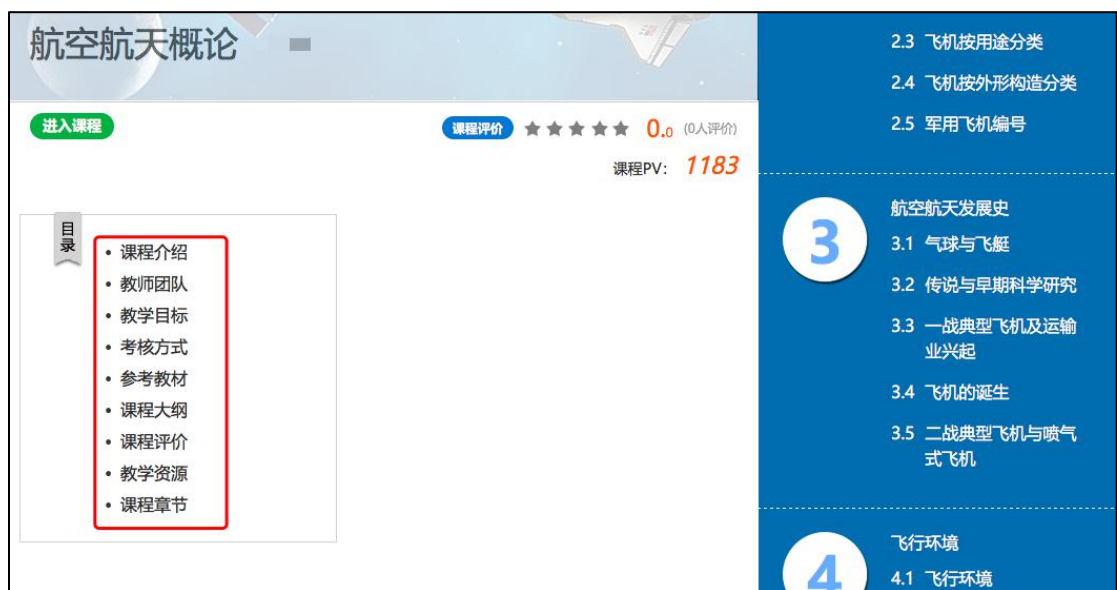 航空航天概论
进入课程
课程评价 ★★★★★ 0.0 (0人评价)
课程PV: 1183
目录
• 课程介绍
• 教师团队
• 教学目标
• 考核方式
• 参考教材
• 课程大纲
• 课程评价
• 教学资源
• 课程章节
2.3 飞机按用途分类
2.4 飞机按外形构造分类
2.5 军用飞机编号
3
航空航天发展史
3.1 气球与飞艇
3.2 传说与早期科学研究
3.3 一战典型飞机及运输
业兴起
3.4 飞机的诞生
3.5 二战典型飞机与喷气
式飞机
4
飞行环境
4.1 飞行环境